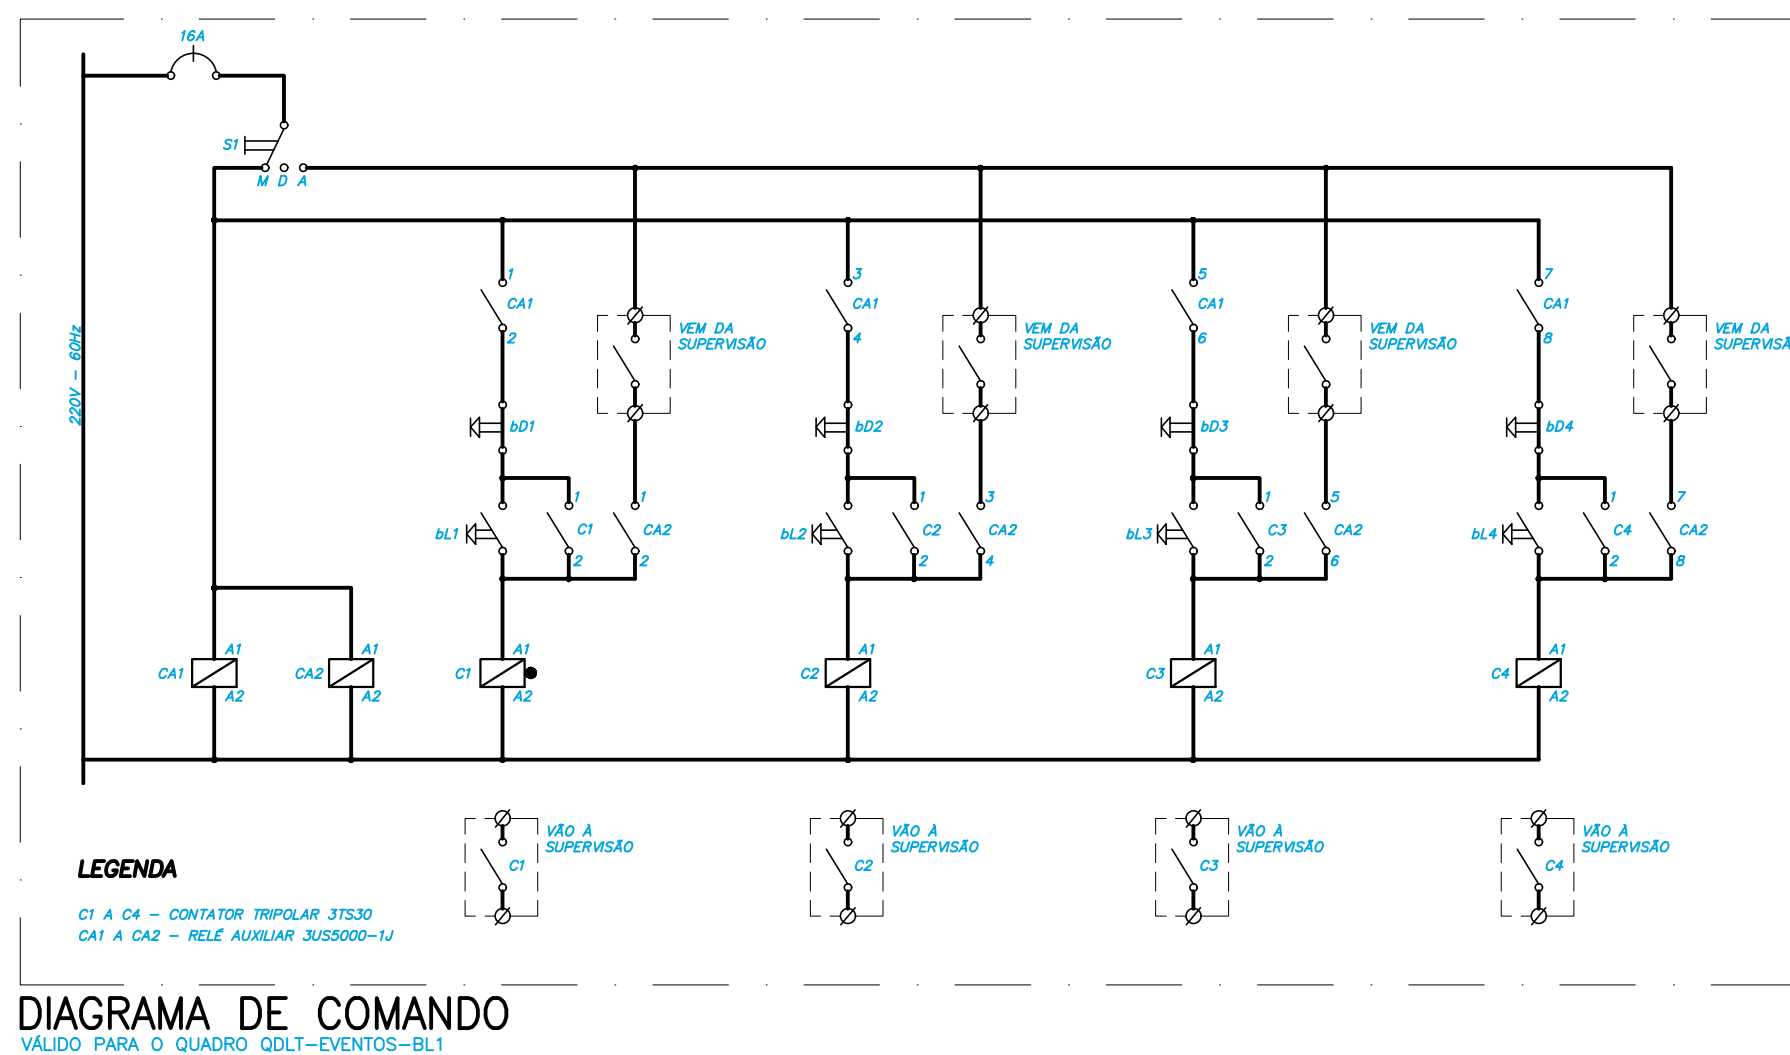 16A
S1
M D A
220V - 60Hz
1 3 5 7
CA1 CA1 CA1 CA1
2 4 6 8
VEM DA VEM DA VEM DA VEM DA
SUPERVISÃO SUPERVISÃO SUPERVISÃO SUPERVISÃ
bD1 bD2 bD3 bD4
1 1 1 3 1 5 1 7
bL1 C1 CA2 bL2 C2 CA2 bL3 C3 CA2 bL4 C4 CA2
2 2 2 4 2 6 2 8
A1 A1 A1 A1 A1 A1
CA1 CA2 C1 C2 C3 C4
A2 A2 A2 A2 A2 A2
VÃO À VÃO À VÃO À VÃO À
SUPERVISÃO SUPERVISÃO SUPERVISÃO SUPERVISÃO
C1 C2 C3 C4
LEGENDA
C1 A C4 - CONTATOR TRIPOLAR 3TS30
CA1 A CA2 - RELÉ AUXILIAR 3US5000-1J
DIAGRAMA DE COMANDO
VÁLIDO PARA O QUADRO QDLT-EVENTOS-BL1